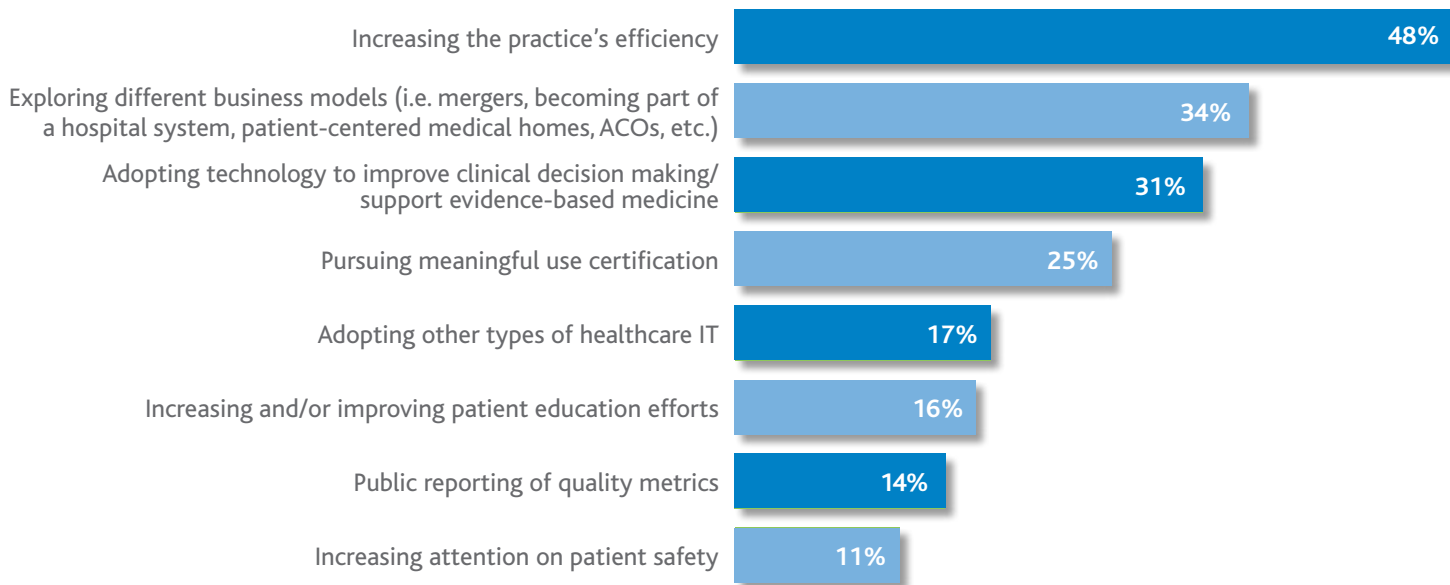 Increasing the practice's efficiency
48%
Exploring different business models (i.e. mergers, becoming part of
a hospital system, patient-centered medical homes, ACOs, etc.)
34%
Adopting technology to improve clinical decision making/
support evidence-based medicine
31%
Pursuing meaningful use certification
25%
Adopting other types of healthcare IT
17%
Increasing and/or improving patient education efforts
16%
Public reporting of quality metrics
14%
Increasing attention on patient safety
11%